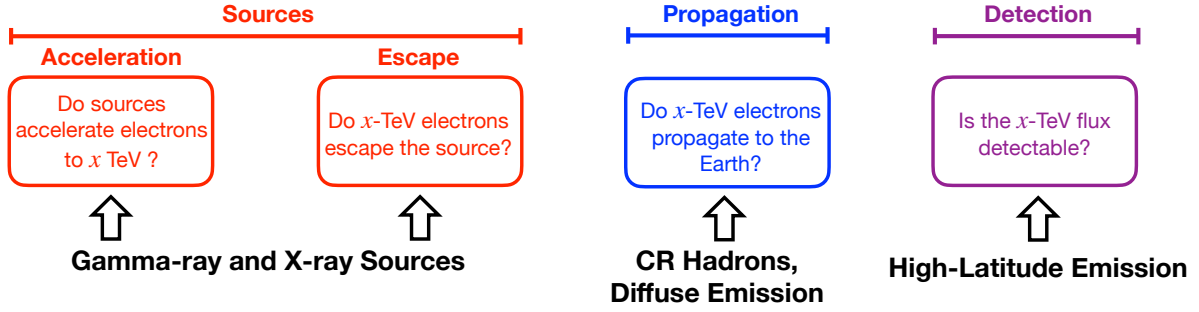 Sources
Propagation
Detection
Acceleration
Escape
Do sources
accelerate electrons
to x TeV ?
Do x-TeV electrons
escape the source?
Do x-TeV electrons
propagate to the
Earth?
Is the x-TeV flux
detectable?
Gamma-ray and X-ray Sources
CR Hadrons,
Diffuse Emission
High-Latitude Emission